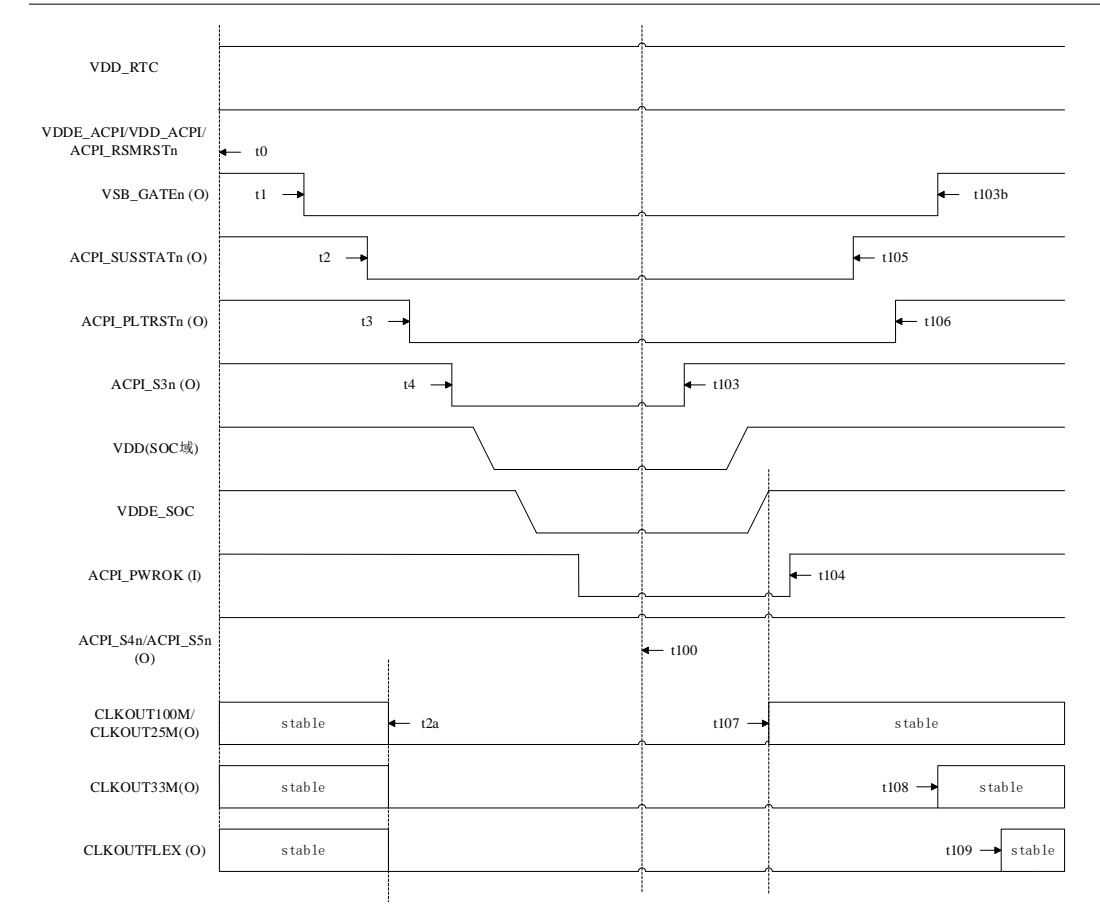 VDD_RTC
VDDE_ACPI/VDD_ACPI/
ACPI_RSMRSTn
t0
VSB_GATEn (O)
t1
t103b
ACPI_SUSSTATn (O)
t2
t105
ACPI_PLTRSTn (O)
t3
t106
ACPI_S3n (O)
t4
t103
VDD(SOC域)
VDDE_SOC
ACPI_PWROK (I)
t104
ACPI_S4n/ACPI_S5n
(O)
t100
CLKOUT100M/
CLKOUT25M(O)
stable
t2a
t107
stable
CLKOUT33M(O)
stable
t108
stable
CLKOUTFLEX (O)
stable
t109
stable